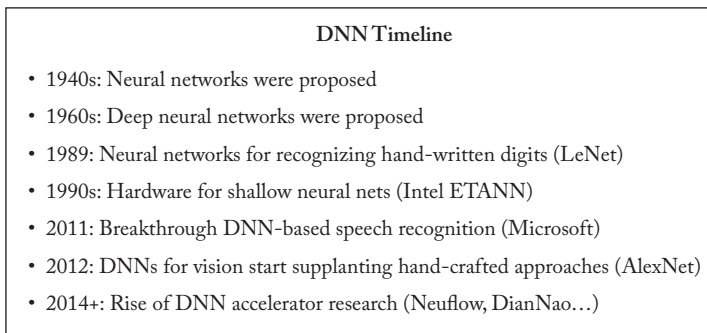 DNN Timeline
• 1940s: Neural networks were proposed
• 1960s: Deep neural networks were proposed
• 1989: Neural networks for recognizing hand-written digits (LeNet)
• 1990s: Hardware for shallow neural nets (Intel ETANN)
• 2011: Breakthrough DNN-based speech recognition (Microsoft)
• 2012: DNNs for vision start supplanting hand-crafted approaches (AlexNet)
• 2014+: Rise of DNN accelerator research (Neuflow, DianNao…)